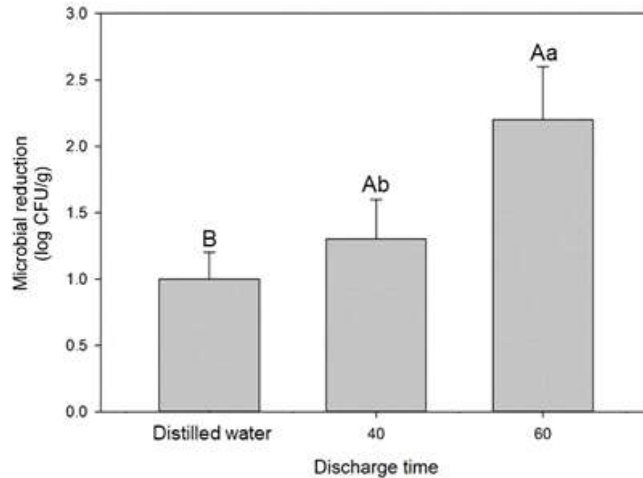 Microbial reduction
(log CFU/g)
3.0
2.5
2.0
1.5
1.0
0.5
0.0
B
Ab
Aa
Distilled water
40
60
Discharge time